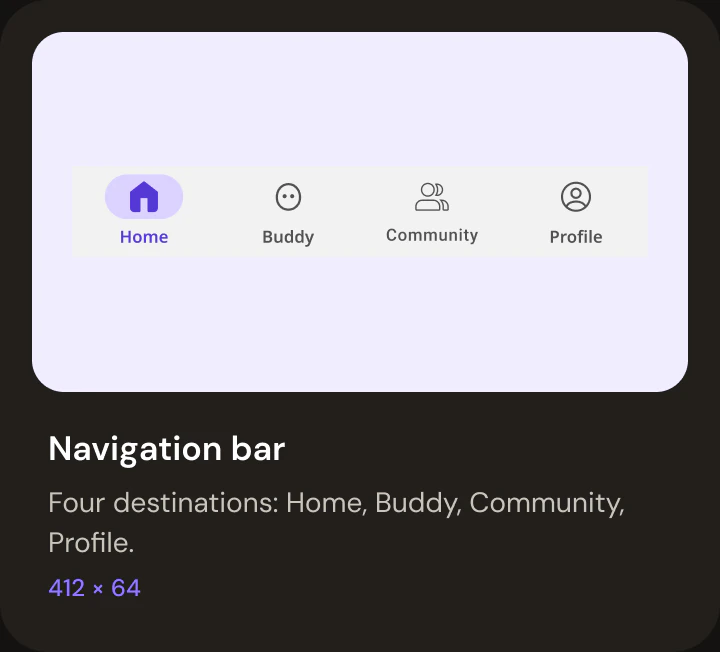 Home
Buddy
Community
Profile
Navigation bar
Four destinations: Home, Buddy, Community,
Profile.
412 × 64